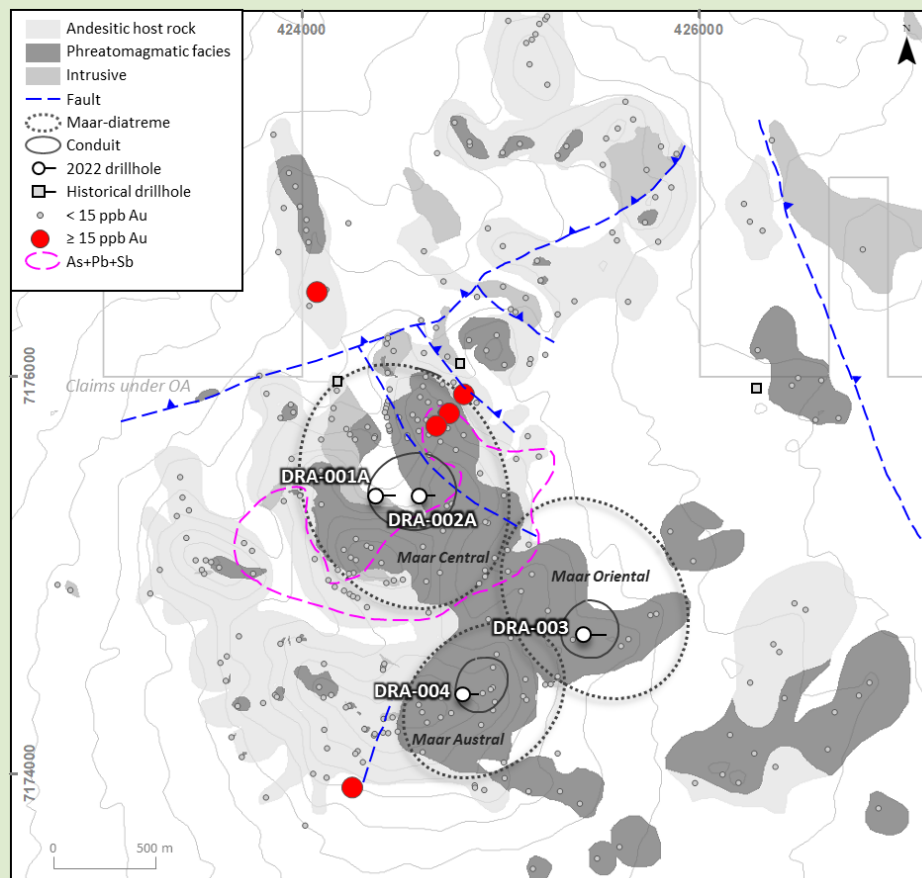 Andesitic host rock
Phreatomagmatic facies
Intrusive
Fault
Maar-diatreme
Conduit
2022 drillhole
Historical drillhole
< 15 ppb Au
≥ 15 ppb Au
As+Pb+Sb
424000
426000
N
7176000
Claims under OA
DRA-001A
DRA-002A
Maar Central
Maar Oriental
DRA-003
DRA-004
Maar Austral
7174000
0 500 m